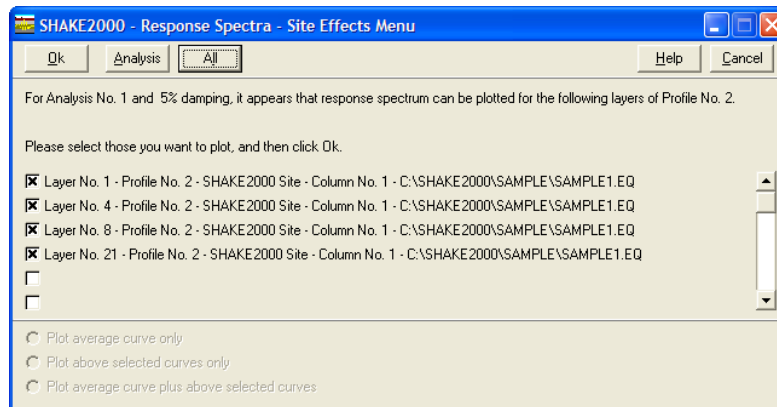 SHAKE2000 - Response Spectra - Site Effects Menu
Ok Analysis All Help Cancel
For Analysis No. 1 and 5% damping, it appears that response spectrum can be plotted for the following layers of Profile No. 2.
Please select those you want to plot, and then click Ok.
Layer No. 1 - Profile No. 2 - SHAKE2000 Site - Column No. 1 - C:\SHAKE2000\SAMPLE\SAMPLE1.EQ
Layer No. 4 - Profile No. 2 - SHAKE2000 Site - Column No. 1 - C:\SHAKE2000\SAMPLE\SAMPLE1.EQ
Layer No. 8 - Profile No. 2 - SHAKE2000 Site - Column No. 1 - C:\SHAKE2000\SAMPLE\SAMPLE1.EQ
Layer No. 21 - Profile No. 2 - SHAKE2000 Site - Column No. 1 - C:\SHAKE2000\SAMPLE\SAMPLE1.EQ
Plot average curve only
Plot above selected curves only
Plot average curve plus above selected curves